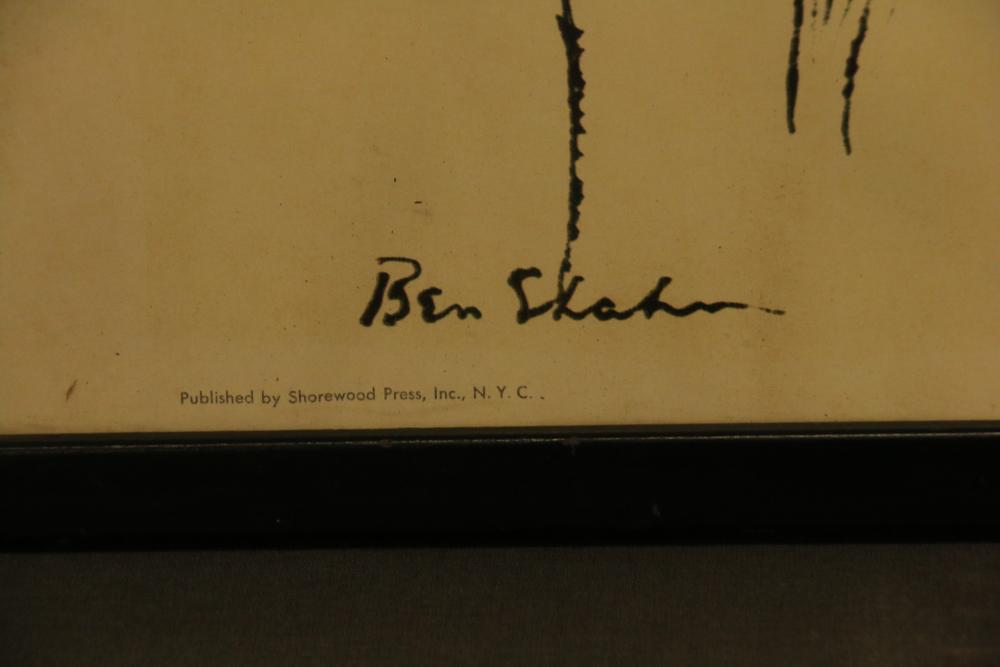 Ben Shahn
Published by Shorewood Press, Inc., N. Y. C. .